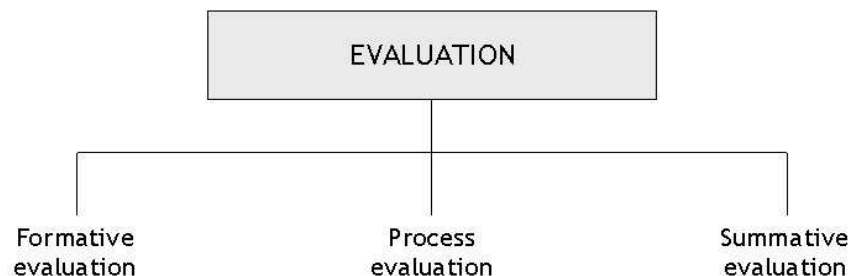 EVALUATION
Formative
evaluation
Process
evaluation
Summative
evaluation